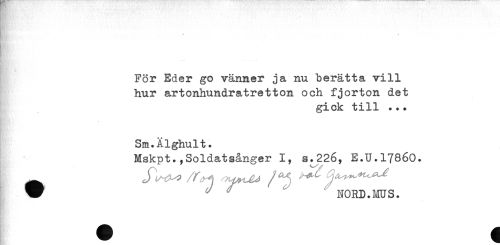 För Eder go vänner ja nu berätta vill
hur artonhundratretton och fjorton det
gick till ...
Sm.Älghult.
Mskpt.,Soldatsånger I, s.226, E.U.17860.
Svos Nog synes jag väl gammal
NORD.MUS.